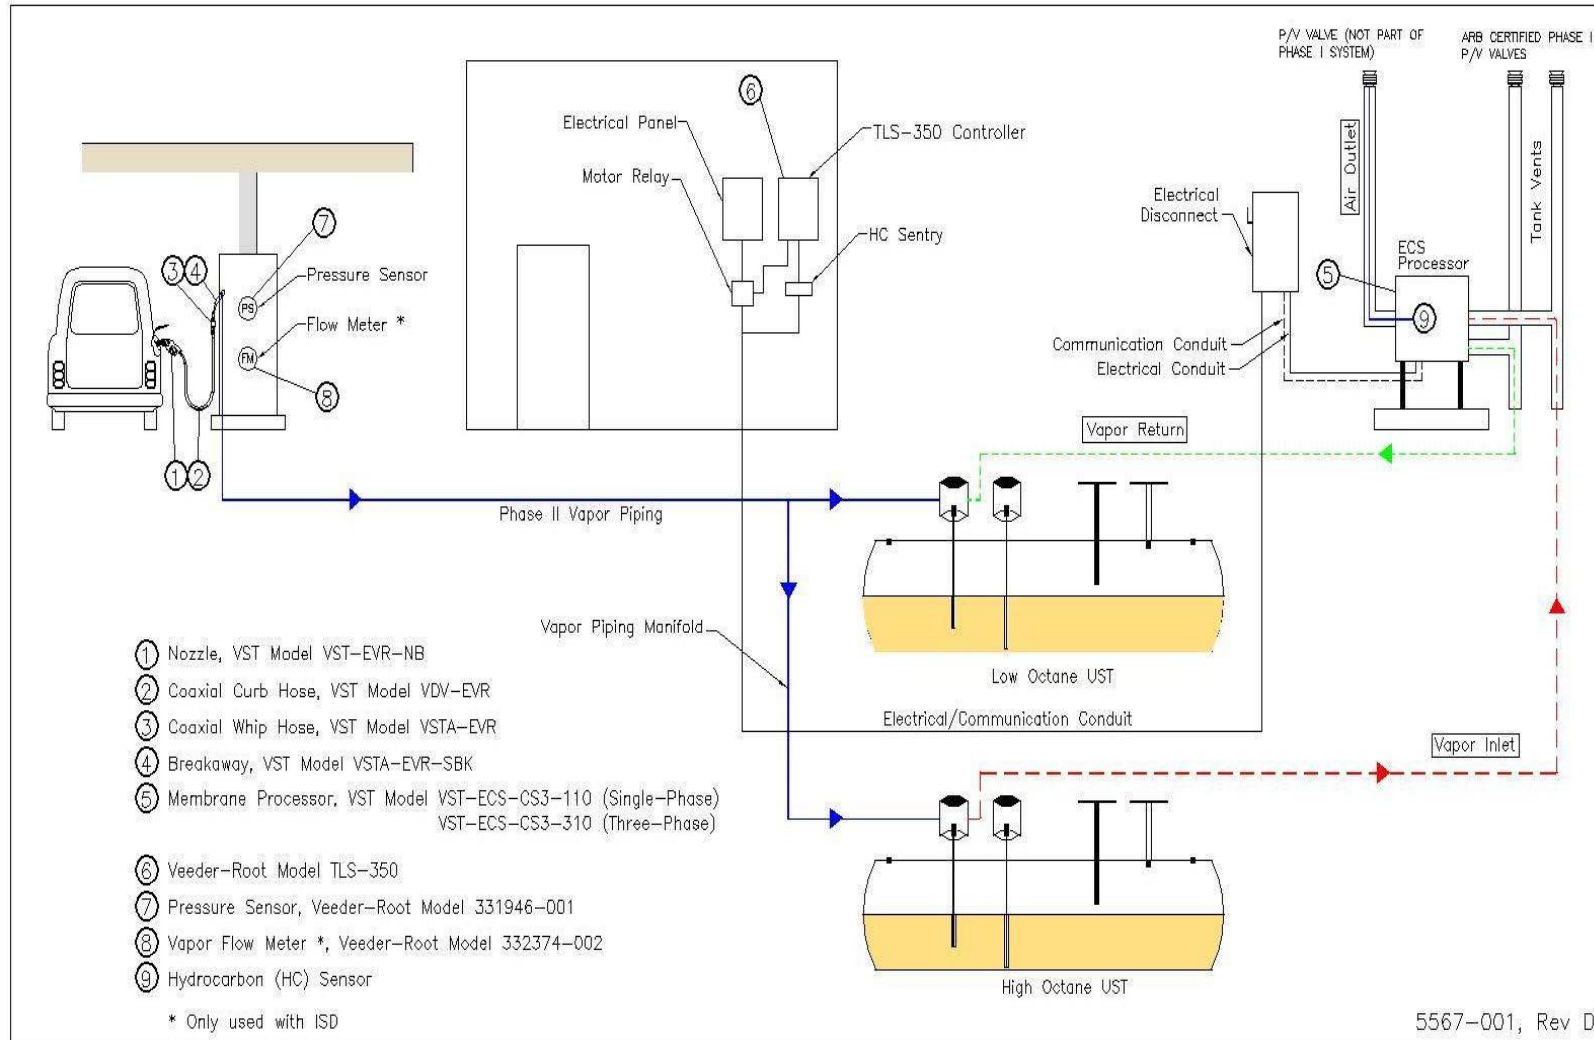 P/V VALVE (NOT PART OF
PHASE I SYSTEM)
ARB CERTIFIED PHASE I
P/V VALVES
6
Electrical Panel
TLS-350 Controller
Motor Relay
HC Sentry
7
3 4
Pressure Sensor
PS
Flow Meter *
FM
8
1 2
Electrical
Disconnect
Air Outlet
Tank Vents
ECS
Processor
5
9
Communication Conduit
Electrical Conduit
Vapor Return
Phase II Vapor Piping
Vapor Piping Manifold
Low Octane UST
Electrical/Communication Conduit
Vapor Inlet
High Octane UST
1 Nozzle, VST Model VST-EVR-NB
2 Coaxial Curb Hose, VST Model VDV-EVR
3 Coaxial Whip Hose, VST Model VSTA-EVR
4 Breakaway, VST Model VSTA-EVR-SBK
5 Membrane Processor, VST Model VST-ECS-CS3-110 (Single-Phase)
VST-ECS-CS3-310 (Three-Phase)
6 Veeder-Root Model TLS-350
7 Pressure Sensor, Veeder-Root Model 331946-001
8 Vapor Flow Meter *, Veeder-Root Model 332374-002
9 Hydrocarbon (HC) Sensor
* Only used with ISD
5567-001, Rev D